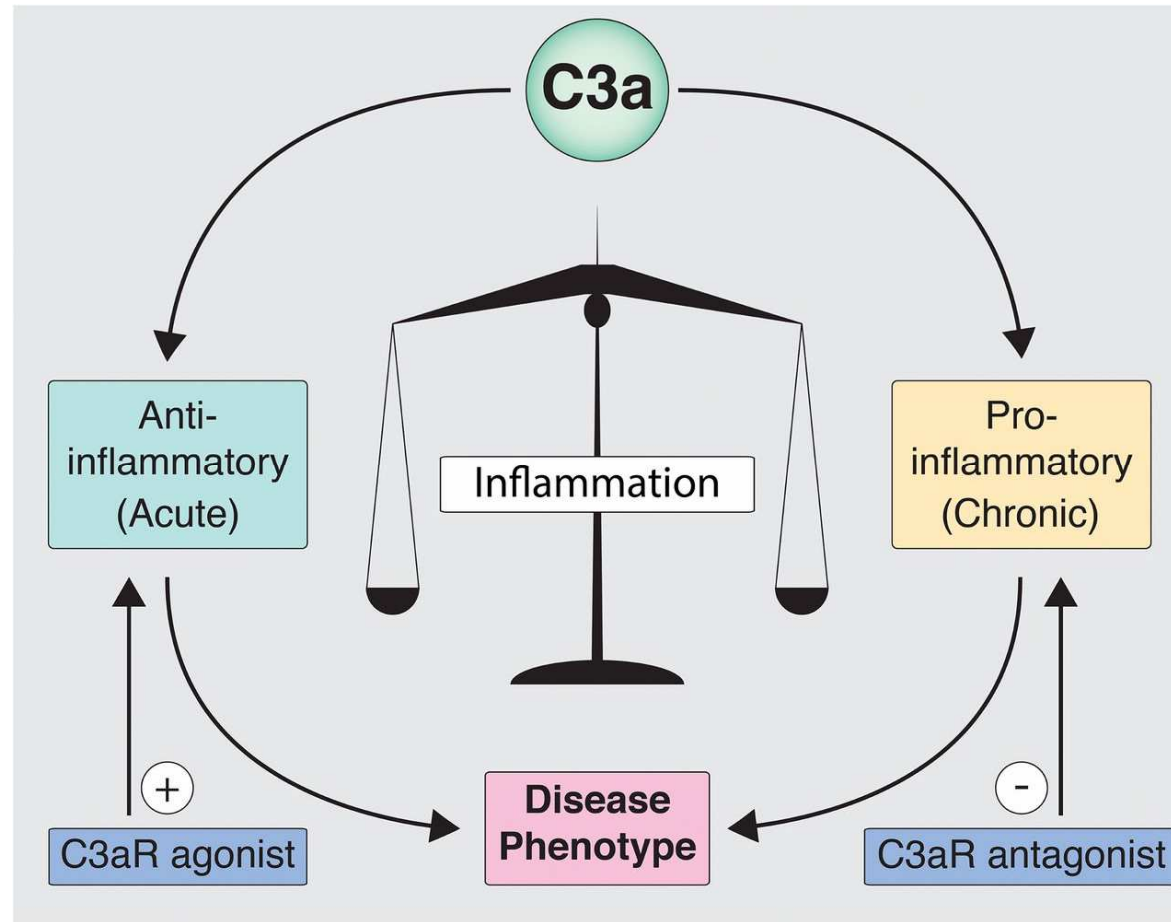 C3a
Anti-
inflammatory
(Acute)
Pro-
inflammatory
(Chronic)
Inflammation
+
-
Disease
Phenotype
C3aR agonist
C3aR antagonist